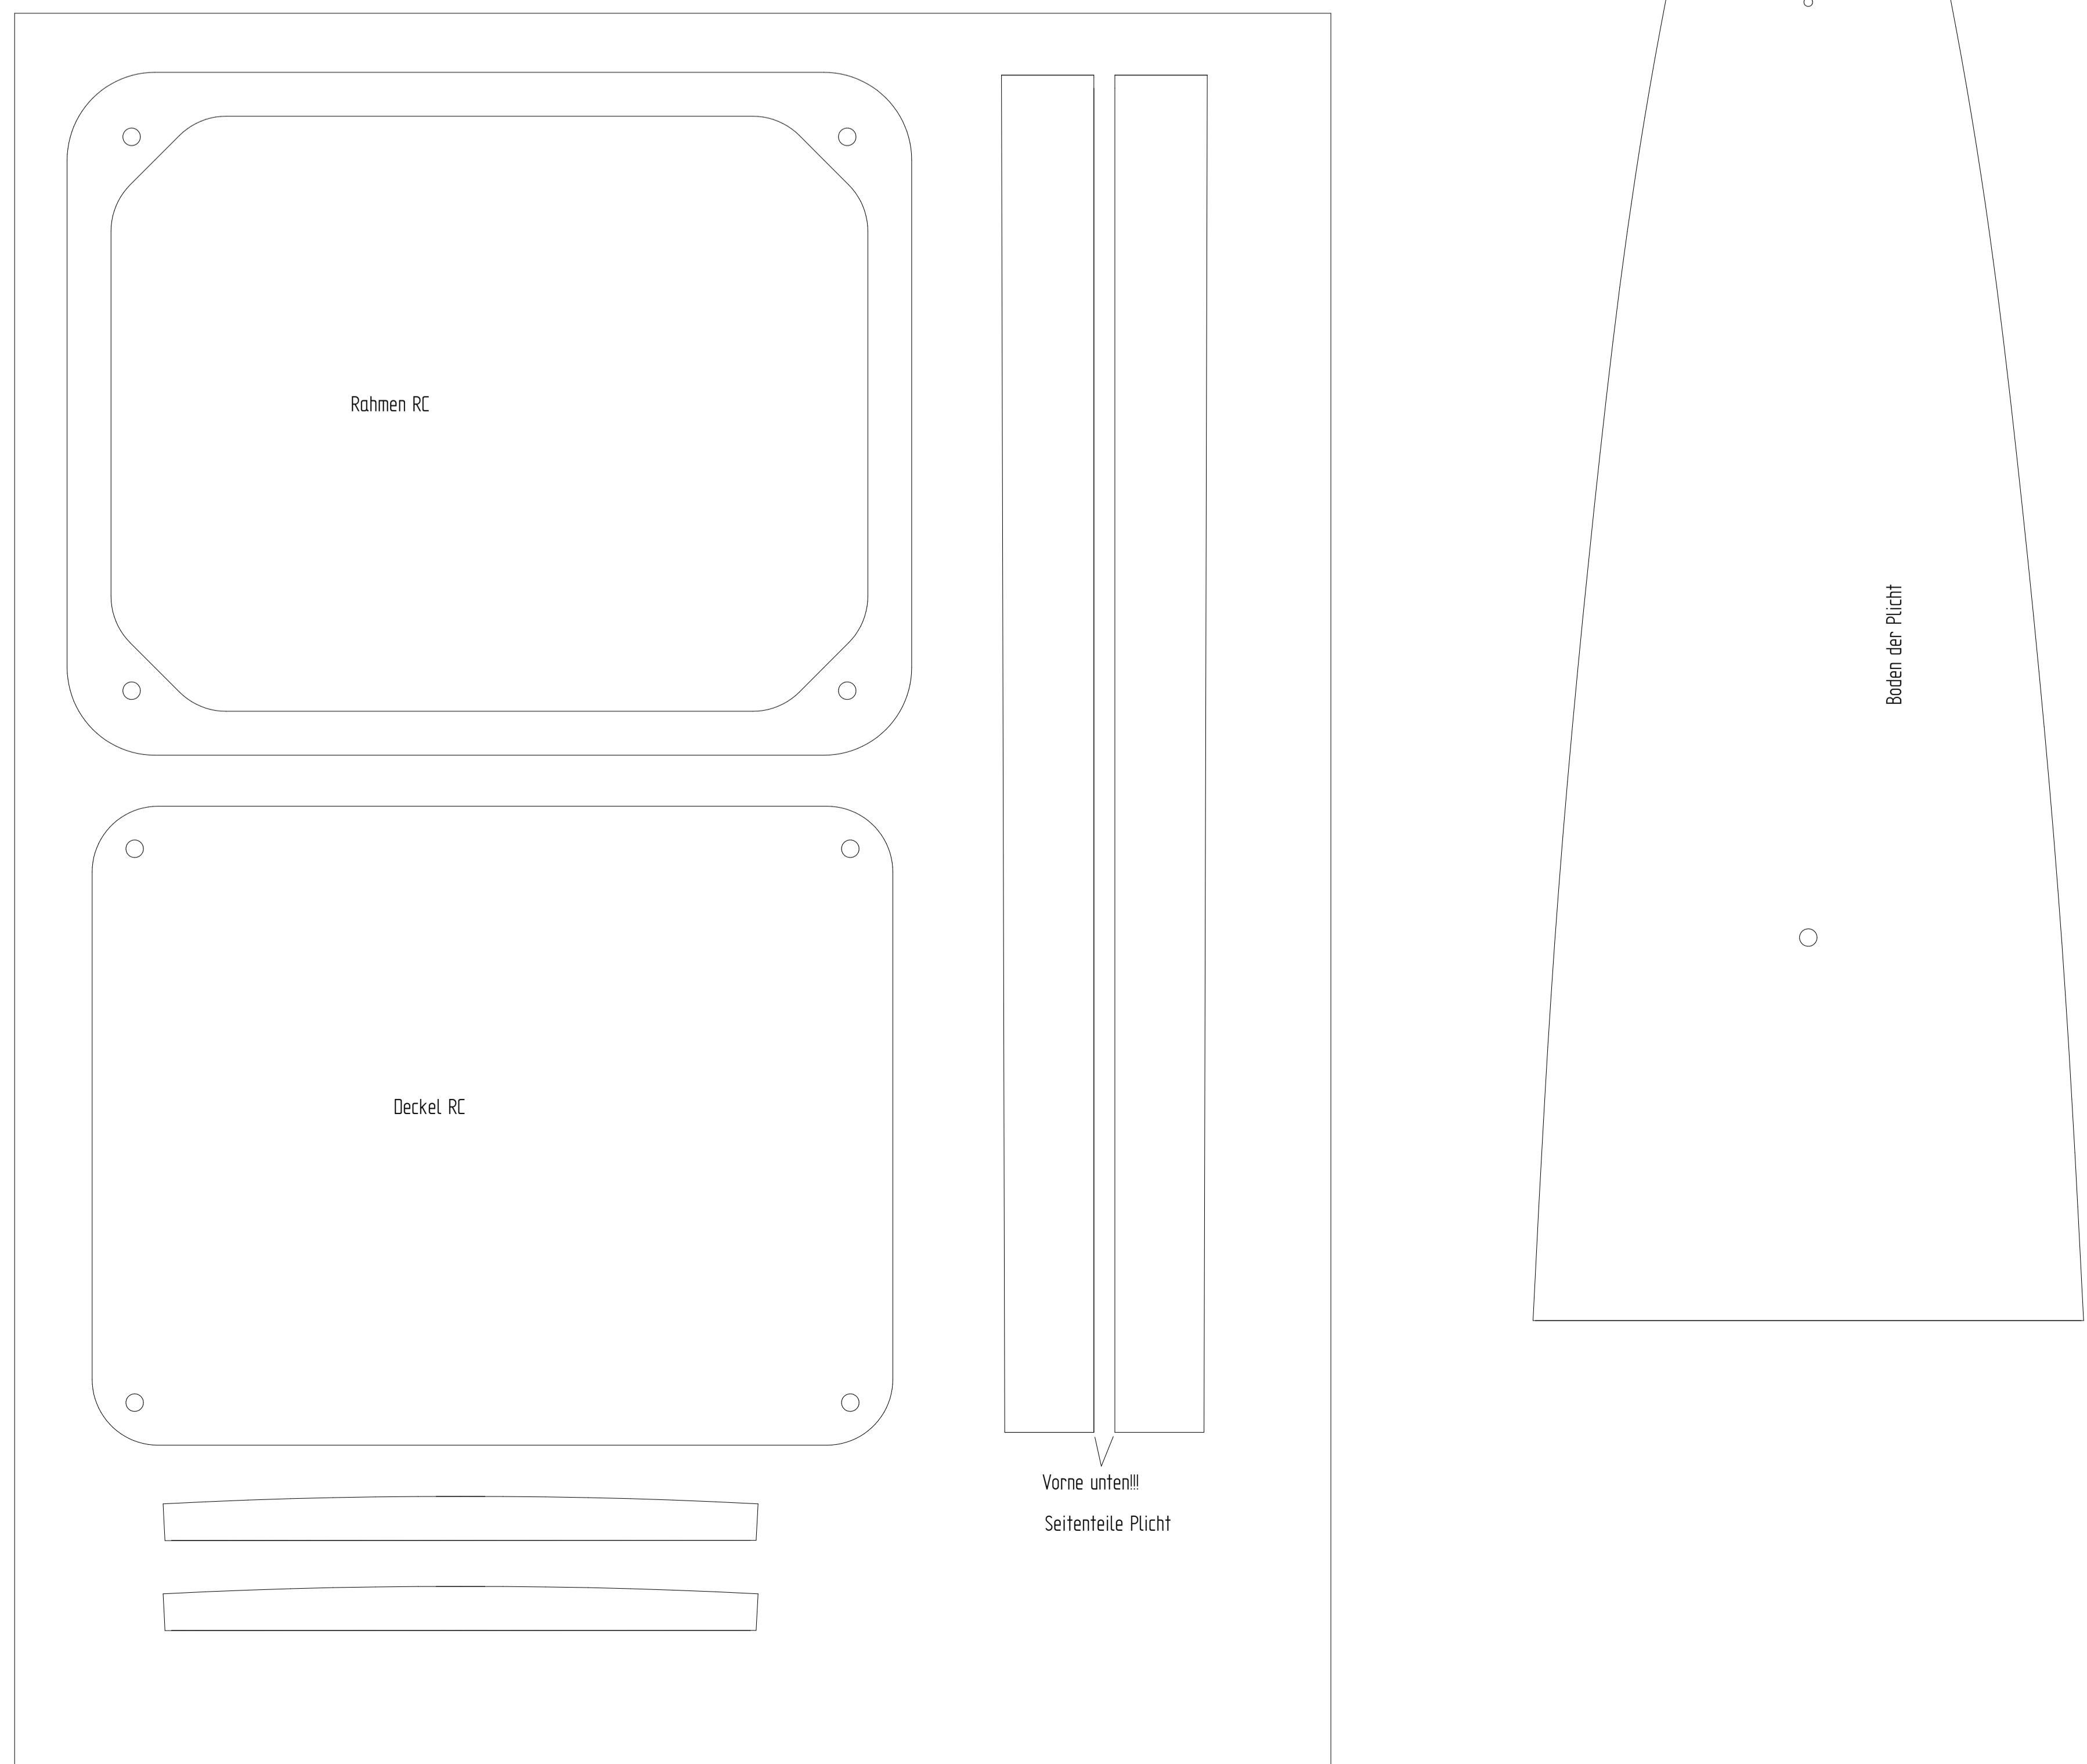 Rahmen RC
Boden der Plicht
Deckel RC
Vorne unten!!!
Seitenteile Plicht